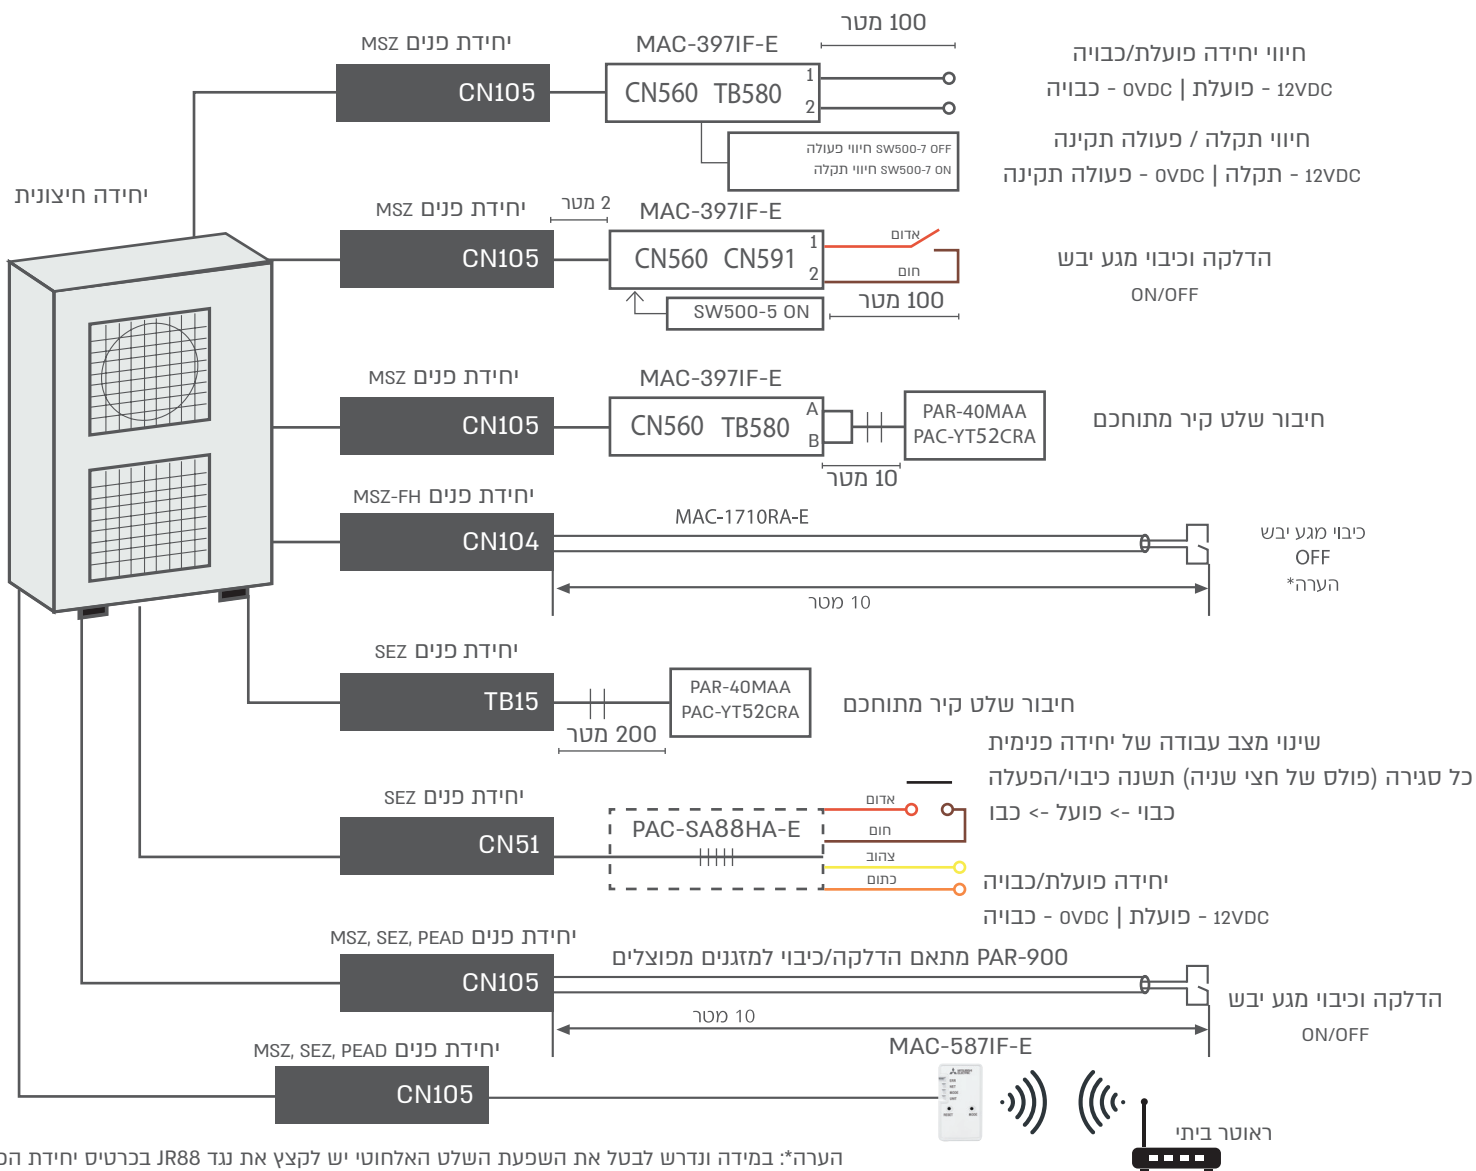 100 מטר
יחידת פנים MSZ
MAC-397IF-E
CN105
CN560 TB580
1
2
חיווי יחידה פועלת/כבויה
12VDC - פועלת | 0VDC - כבויה
SW500-7 OFF חיווי פעולה
SW500-7 ON חיווי תקלה
חיווי תקלה / פעולה תקינה
12VDC - תקלה | 0VDC - פעולה תקינה
יחידה חיצונית
יחידת פנים MSZ
2 מטר
MAC-397IF-E
CN105
CN560 CN591
1
2
אדום
חום
הדלקה וכיבוי מגע יבש
ON/OFF
SW500-5 ON
100 מטר
יחידת פנים MSZ
MAC-397IF-E
CN105
CN560 TB580
A
B
PAR-40MAA
PAC-YT52CRA
חיבור שלט קיר מתוחכם
10 מטר
יחידת פנים MSZ-FH
CN104
MAC-1710RA-E
10 מטר
כיבוי מגע יבש
OFF
הערה*
יחידת פנים SEZ
TB15
200 מטר
PAR-40MAA
PAC-YT52CRA
חיבור שלט קיר מתוחכם
יחידת פנים SEZ
CN51
PAC-SA88HA-E
אדום
חום
צהוב
כתום
שינוי מצב עבודה של יחידה פנימית
כל סגירה (פולס של חצי שניה) תשנה כיבוי/הפעלה
כבוי -> פועל -> כבו
יחידה פועלת/כבויה
12VDC - פועלת | 0VDC - כבויה
יחידת פנים MSZ, SEZ, PEAD
CN105
PAR-900 מתאם הדלקה/כיבוי למזגנים מפוצלים
10 מטר
הדלקה וכיבוי מגע יבש
ON/OFF
יחידת פנים MSZ, SEZ, PEAD
CN105
MAC-587IF-E
ראוטר ביתי
הערה*: במידה ונדרש לבטל את השפעת השלט האלחוטי יש לקצץ את נגד JR88 בכרטיס יחידת